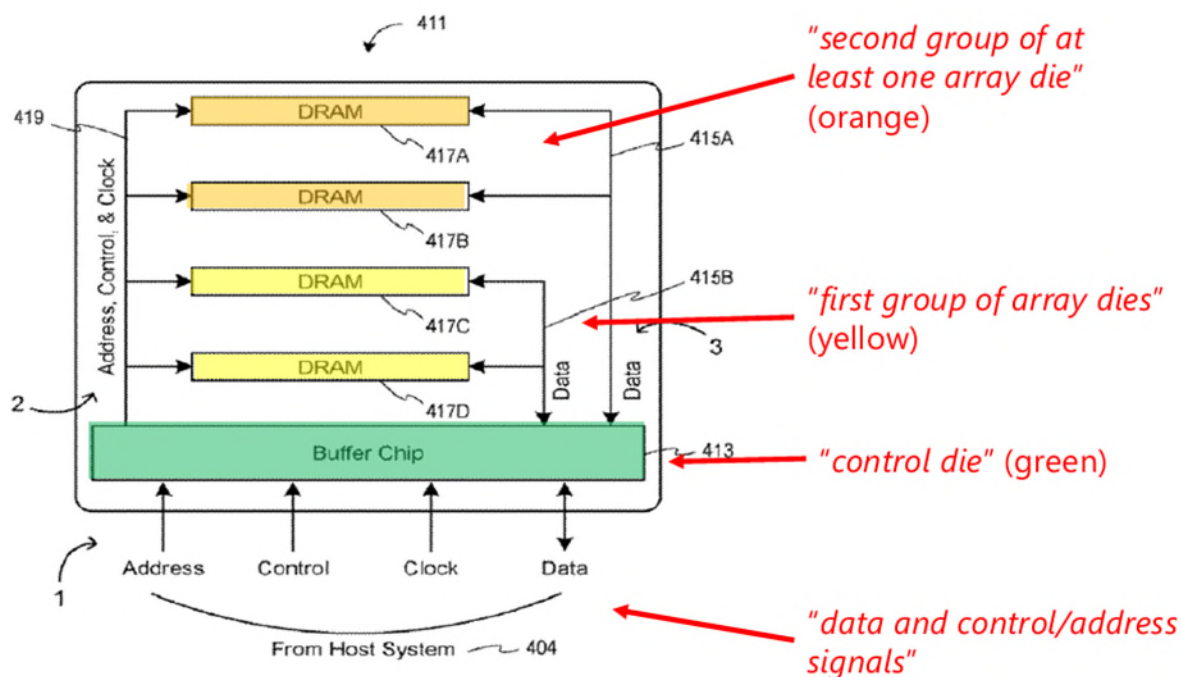 411
"second group of at
least one array die"
(orange)
419
DRAM
417A
415A
Address, Control, & Clock
DRAM
417B
415B
DRAM
417C
"first group of array dies"
(yellow)
3
DRAM
417D
Data
Data
2
Buffer Chip
413
"control die" (green)
1
Address
Control
Clock
Data
From Host System
404
"data and control/address
signals"